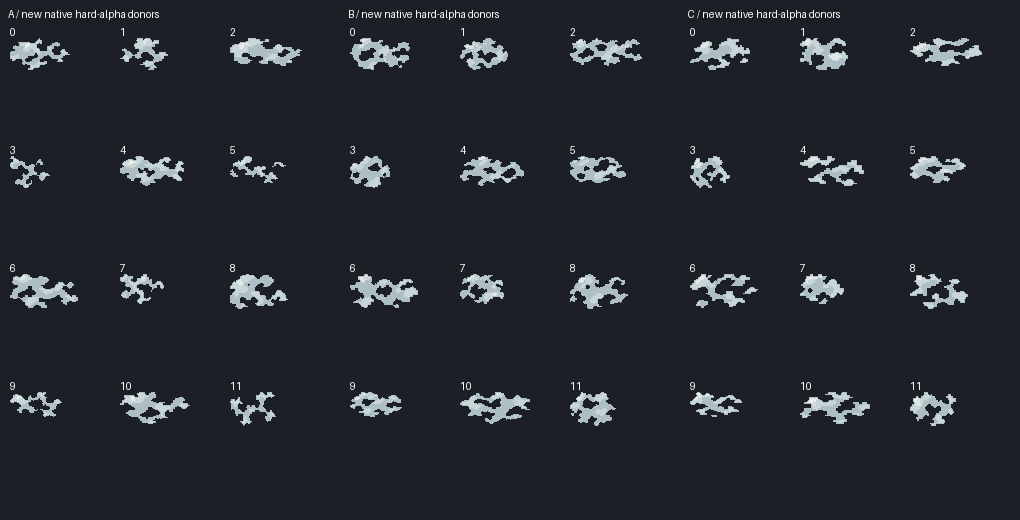 A / new native hard-alpha donors
B / new native hard-alpha donors
C / new native hard-alpha donors
0 1 2 0 1 2 0 1 2
3 4 5 3 4 5 3 4 5
6 7 8 6 7 8 6 7 8
9 10 11 9 10 11 9 10 11